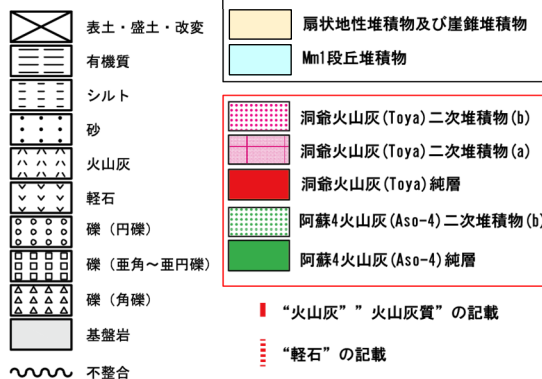 表土・盛土・改変
有機質
シルト
砂
火山灰
軽石
礫（円礫）
礫（亜角～亜円礫）
礫（角礫）
基盤岩
不整合
扇状地性堆積物及び崖錐堆積物
Mm1段丘堆積物
洞爺火山灰(Toya)二次堆積物(b)
洞爺火山灰(Toya)二次堆積物(a)
洞爺火山灰(Toya)純層
阿蘇4火山灰(Aso-4)二次堆積物(b)
阿蘇4火山灰(Aso-4)純層
“火山灰””火山灰質”の記載
“軽石”の記載